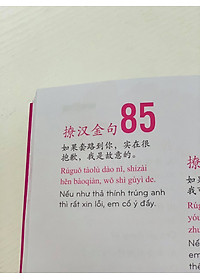 撩汉金句 85
如果套路到你，实在很
抱歉，我是故意的。
Rúguǒ tàolù dào nǐ, shízài
hěn bàoqiàn, wǒ shì gùyì de.
Nếu như thả thính trúng anh
thì rất xin lỗi, em cố ý đấy.